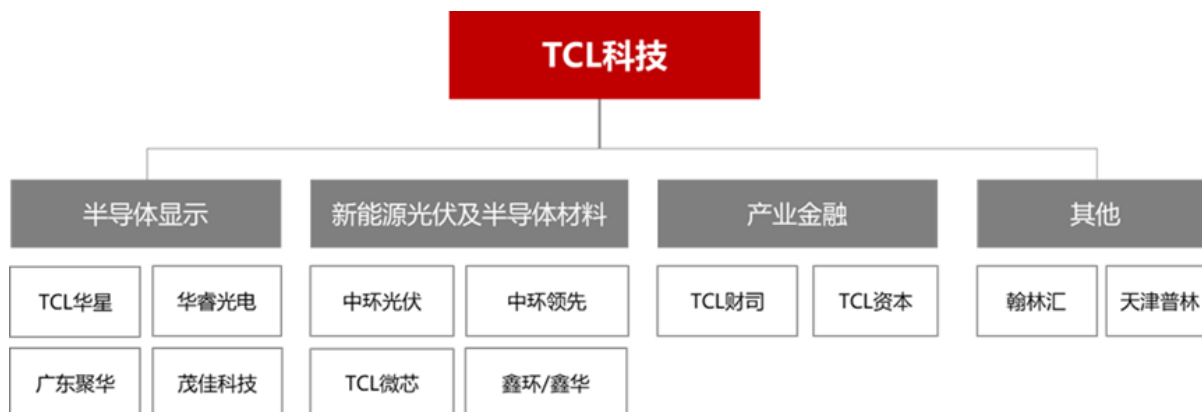 TCL科技
半导体显示
新能源光伏及半导体材料
产业金融
其他
TCL华星
华睿光电
中环光伏
中环领先
TCL财司
TCL资本
翰林汇
天津普林
广东聚华
茂佳科技
TCL微芯
鑫环/鑫华